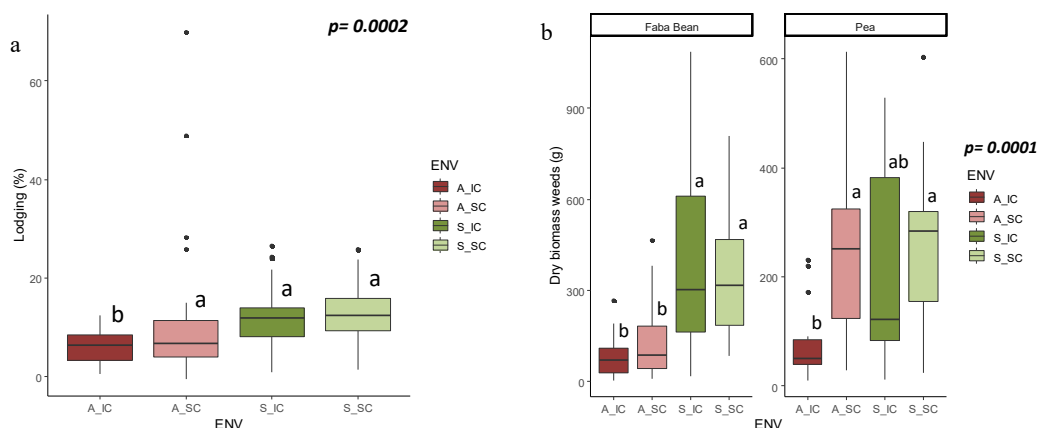 a
p= 0.0002
Lodging (%)
60
40
20
0
b
a
a
a
A_IC
A_SC
S_IC
S_SC
ENV
ENV
A_IC
A_SC
S_IC
S_SC
b
Faba Bean
Pea
Dry biomass weeds (g)
900
600
300
0
b
b
a
a
A_IC
A_SC
S_IC
S_SC
600
400
200
0
b
a
ab
a
A_IC
A_SC
S_IC
S_SC
ENV
p= 0.0001
ENV
A_IC
A_SC
S_IC
S_SC